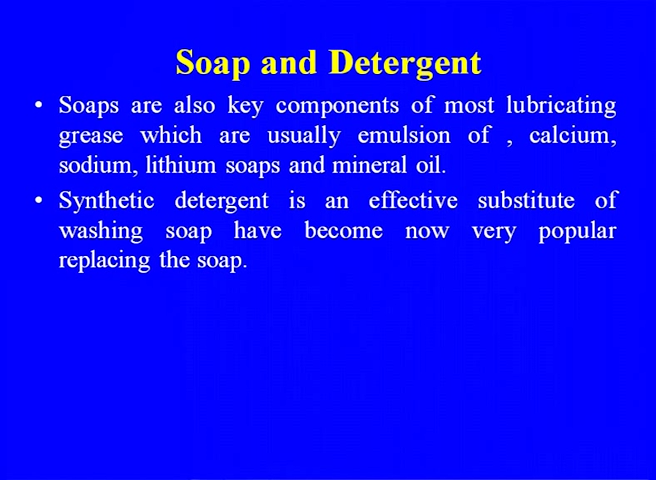 Soap and Detergent
• Soaps are also key components of most lubricating
grease which are usually emulsion of , calcium,
sodium, lithium soaps and mineral oil.
• Synthetic detergent is an effective substitute of
washing soap have become now very popular
replacing the soap.